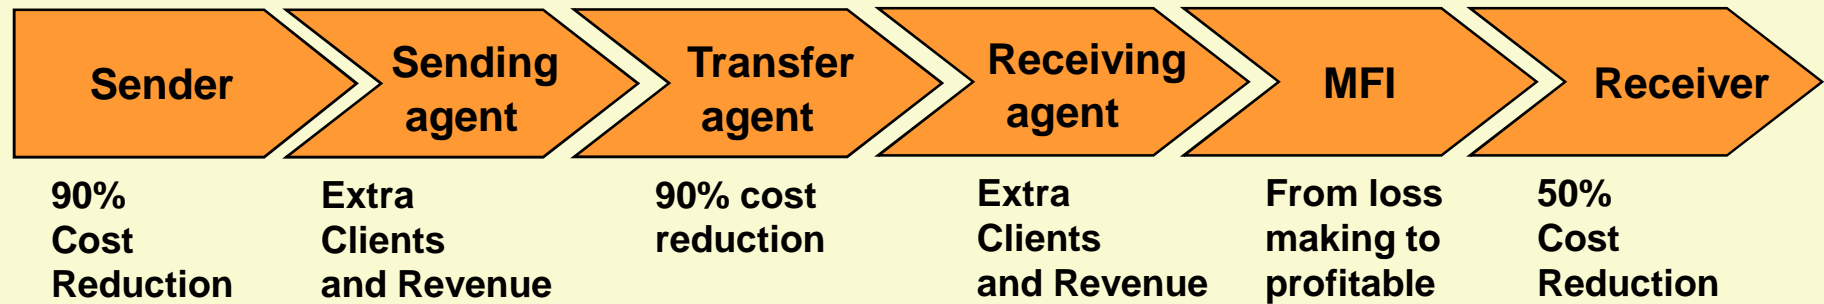 Sender
Sending
agent
Transfer
agent
Receiving
agent
MFI
Receiver
90%
Cost
Reduction
Extra
Clients
and Revenue
90% cost
reduction
Extra
Clients
and Revenue
From loss
making to
profitable
50%
Cost
Reduction